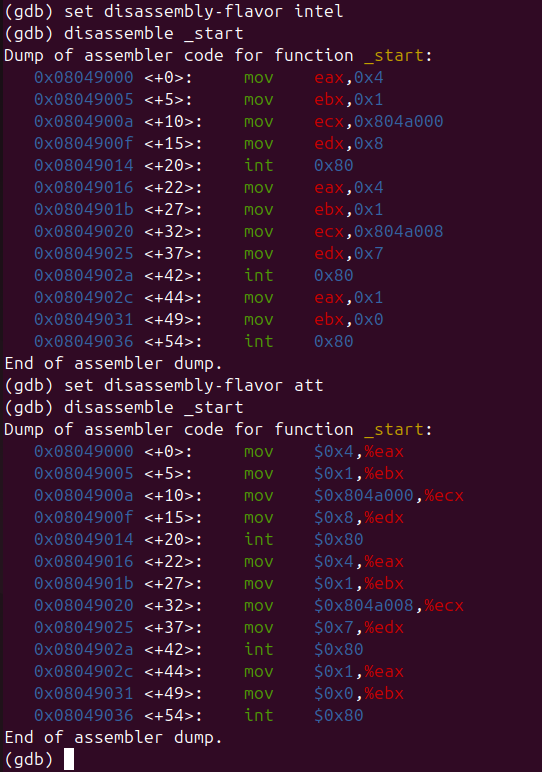 (gdb) set disassembly-flavor intel
(gdb) disassemble _start
Dump of assembler code for function _start:
   0x08049000 <+0>:     mov    eax,0x4
   0x08049005 <+5>:     mov    ebx,0x1
   0x0804900a <+10>:    mov    ecx,0x804a000
   0x0804900f <+15>:    mov    edx,0x8
   0x08049014 <+20>:    int    0x80
   0x08049016 <+22>:    mov    eax,0x4
   0x0804901b <+27>:    mov    ebx,0x1
   0x08049020 <+32>:    mov    ecx,0x804a008
   0x08049025 <+37>:    mov    edx,0x7
   0x0804902a <+42>:    int    0x80
   0x0804902c <+44>:    mov    eax,0x1
   0x08049031 <+49>:    mov    ebx,0x0
   0x08049036 <+54>:    int    0x80
End of assembler dump.
(gdb) set disassembly-flavor att
(gdb) disassemble _start
Dump of assembler code for function _start:
   0x08049000 <+0>:     mov    $0x4,%eax
   0x08049005 <+5>:     mov    $0x1,%ebx
   0x0804900a <+10>:    mov    $0x804a000,%ecx
   0x0804900f <+15>:    mov    $0x8,%edx
   0x08049014 <+20>:    int    $0x80
   0x08049016 <+22>:    mov    $0x4,%eax
   0x0804901b <+27>:    mov    $0x1,%ebx
   0x08049020 <+32>:    mov    $0x804a008,%ecx
   0x08049025 <+37>:    mov    $0x7,%edx
   0x0804902a <+42>:    int    $0x80
   0x0804902c <+44>:    mov    $0x1,%eax
   0x08049031 <+49>:    mov    $0x0,%ebx
   0x08049036 <+54>:    int    $0x80
End of assembler dump.
(gdb)